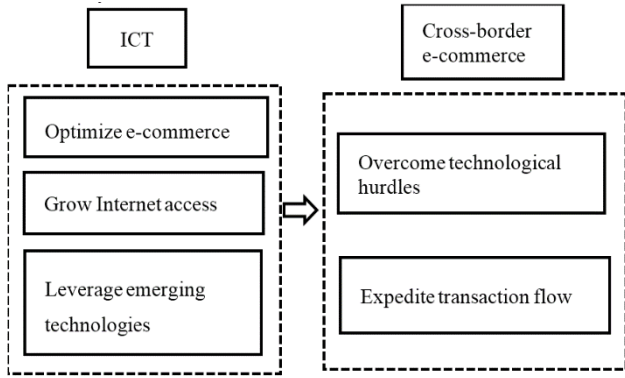 ICT
Cross-border
e-commerce
Optimize e-commerce
Grow Internet access
Leverage emerging
technologies
Overcome technological
hurdles
Expedite transaction flow